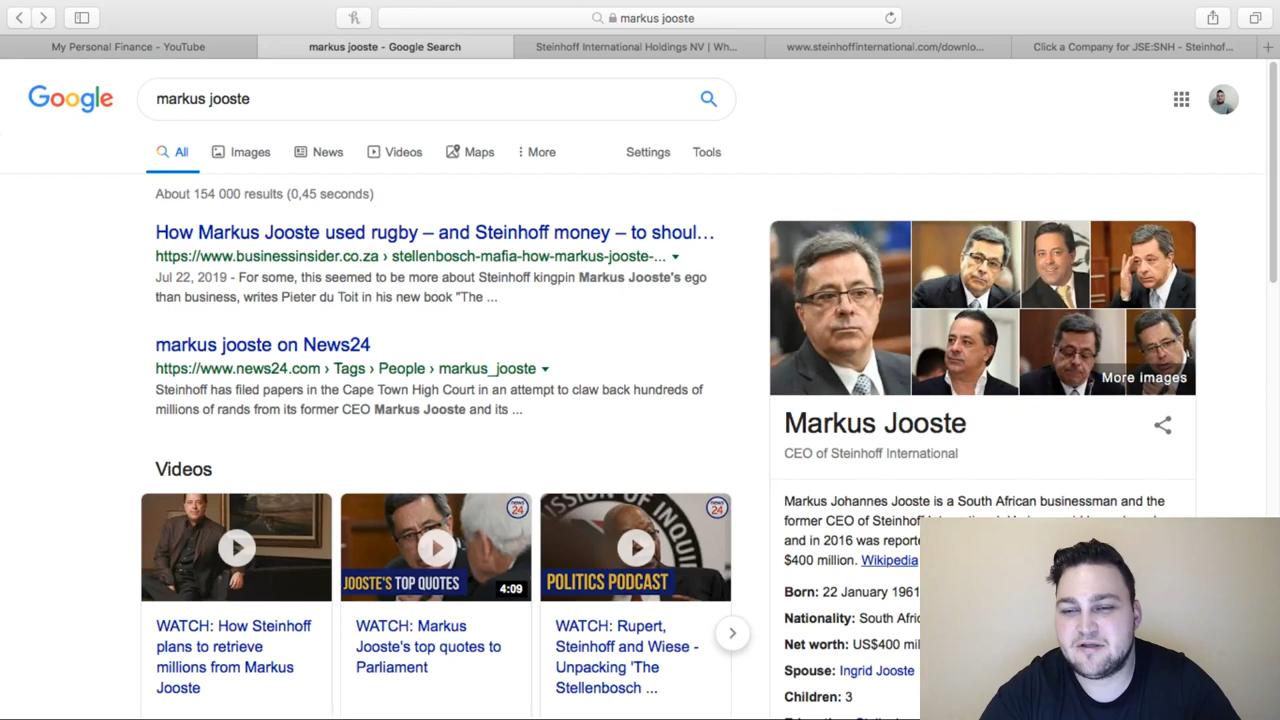 markus jooste
My Personal Finance - YouTube
markus jooste - Google Search
Steinhoff International Holdings NV | Wh...
www.steinhoffinternational.com/downlo...
Click a Company for JSE:SNH - Steinhof...
Google
markus jooste
All
Images
News
Videos
Maps
More
Settings
Tools
About 154 000 results (0,45 seconds)
How Markus Jooste used rugby – and Steinhoff money – to shoul...
https://www.businessinsider.co.za › stellenbosch-mafia-how-markus-jooste-...
Jul 22, 2019 - For some, this seemed to be more about Steinhoff kingpin Markus Jooste's ego
than business, writes Pieter du Toit in his new book "The ...
markus jooste on News24
https://www.news24.com › Tags › People › markus_jooste
Steinhoff has filed papers in the Cape Town High Court in an attempt to claw back hundreds of
millions of rands from its former CEO Markus Jooste and its ...
Videos
news 24
JOOSTE'S TOP QUOTES
4:09
SSION OF INQUI
news 24
POLITICS PODCAST
WATCH: How Steinhoff
plans to retrieve
millions from Markus
Jooste
WATCH: Markus
Jooste's top quotes to
Parliament
WATCH: Rupert,
Steinhoff and Wiese -
Unpacking 'The
Stellenbosch ...
More images
Markus Jooste
CEO of Steinhoff International
Markus Johannes Jooste is a South African businessman and the
former CEO of Steinhoff
and in 2016 was report
$400 million. Wikipedia
Born: 22 January 1961
Nationality: South Afri
Net worth: US$400 mil
Spouse: Ingrid Jooste
Children: 3